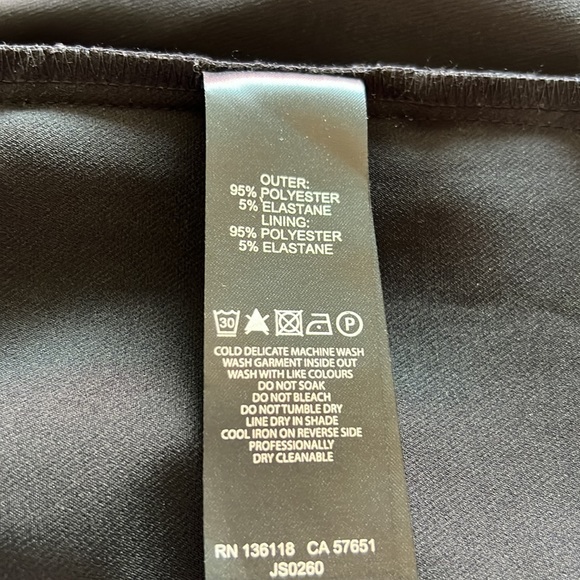 OUTER:
95% POLYESTER
5% ELASTANE
LINING:
95% POLYESTER
5% ELASTANE
30 P
COLD DELICATE MACHINE WASH
WASH GARMENT INSIDE OUT
WASH WITH LIKE COLOURS
DO NOT SOAK
DO NOT BLEACH
DO NOT TUMBLE DRY
LINE DRY IN SHADE
COOL IRON ON REVERSE SIDE
PROFESSIONALLY
DRY CLEANABLE
RN 136118 CA 57651
JS0260